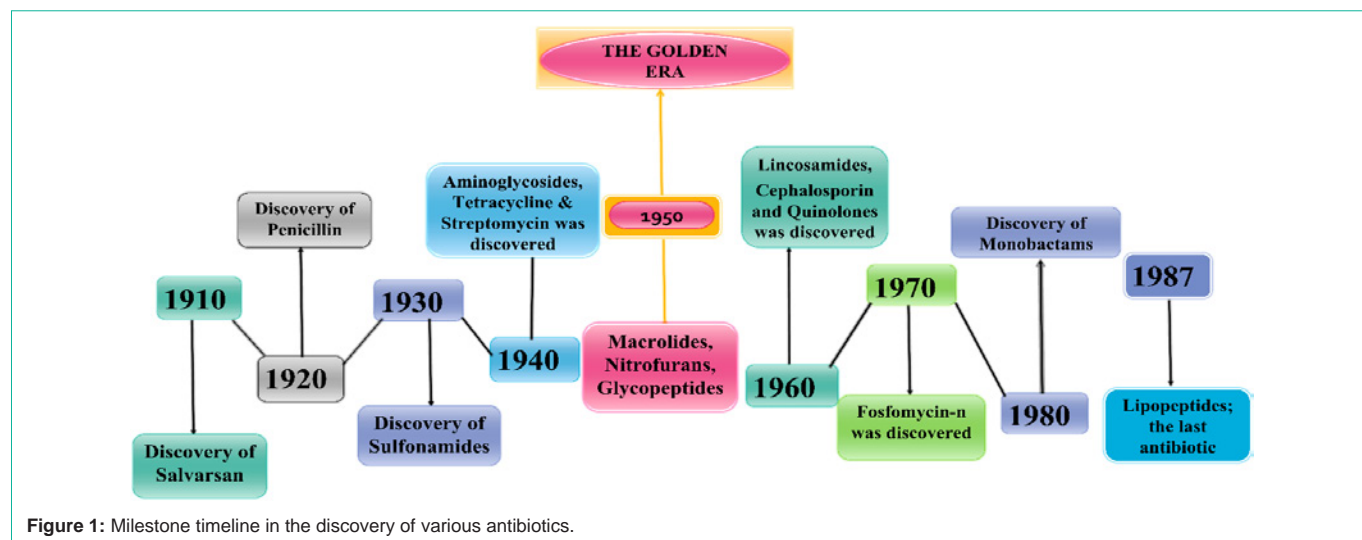 THE GOLDEN
ERA
1950
Macrolides,
Nitrofurans,
Glycopeptides
1910
Discovery of
Salvarsan
1920
Discovery of
Penicillin
1930
Discovery of
Sulfonamides
1940
Aminoglycosides,
Tetracycline &
Streptomycin was
discovered
1960
Lincosamides,
Cephalosporin
and Quinolones
was discovered
1970
Fosfomycin-n
was discovered
1980
Discovery of
Monobactams
1987
Lipopeptides;
the last
antibiotic
Figure 1: Milestone timeline in the discovery of various antibiotics.